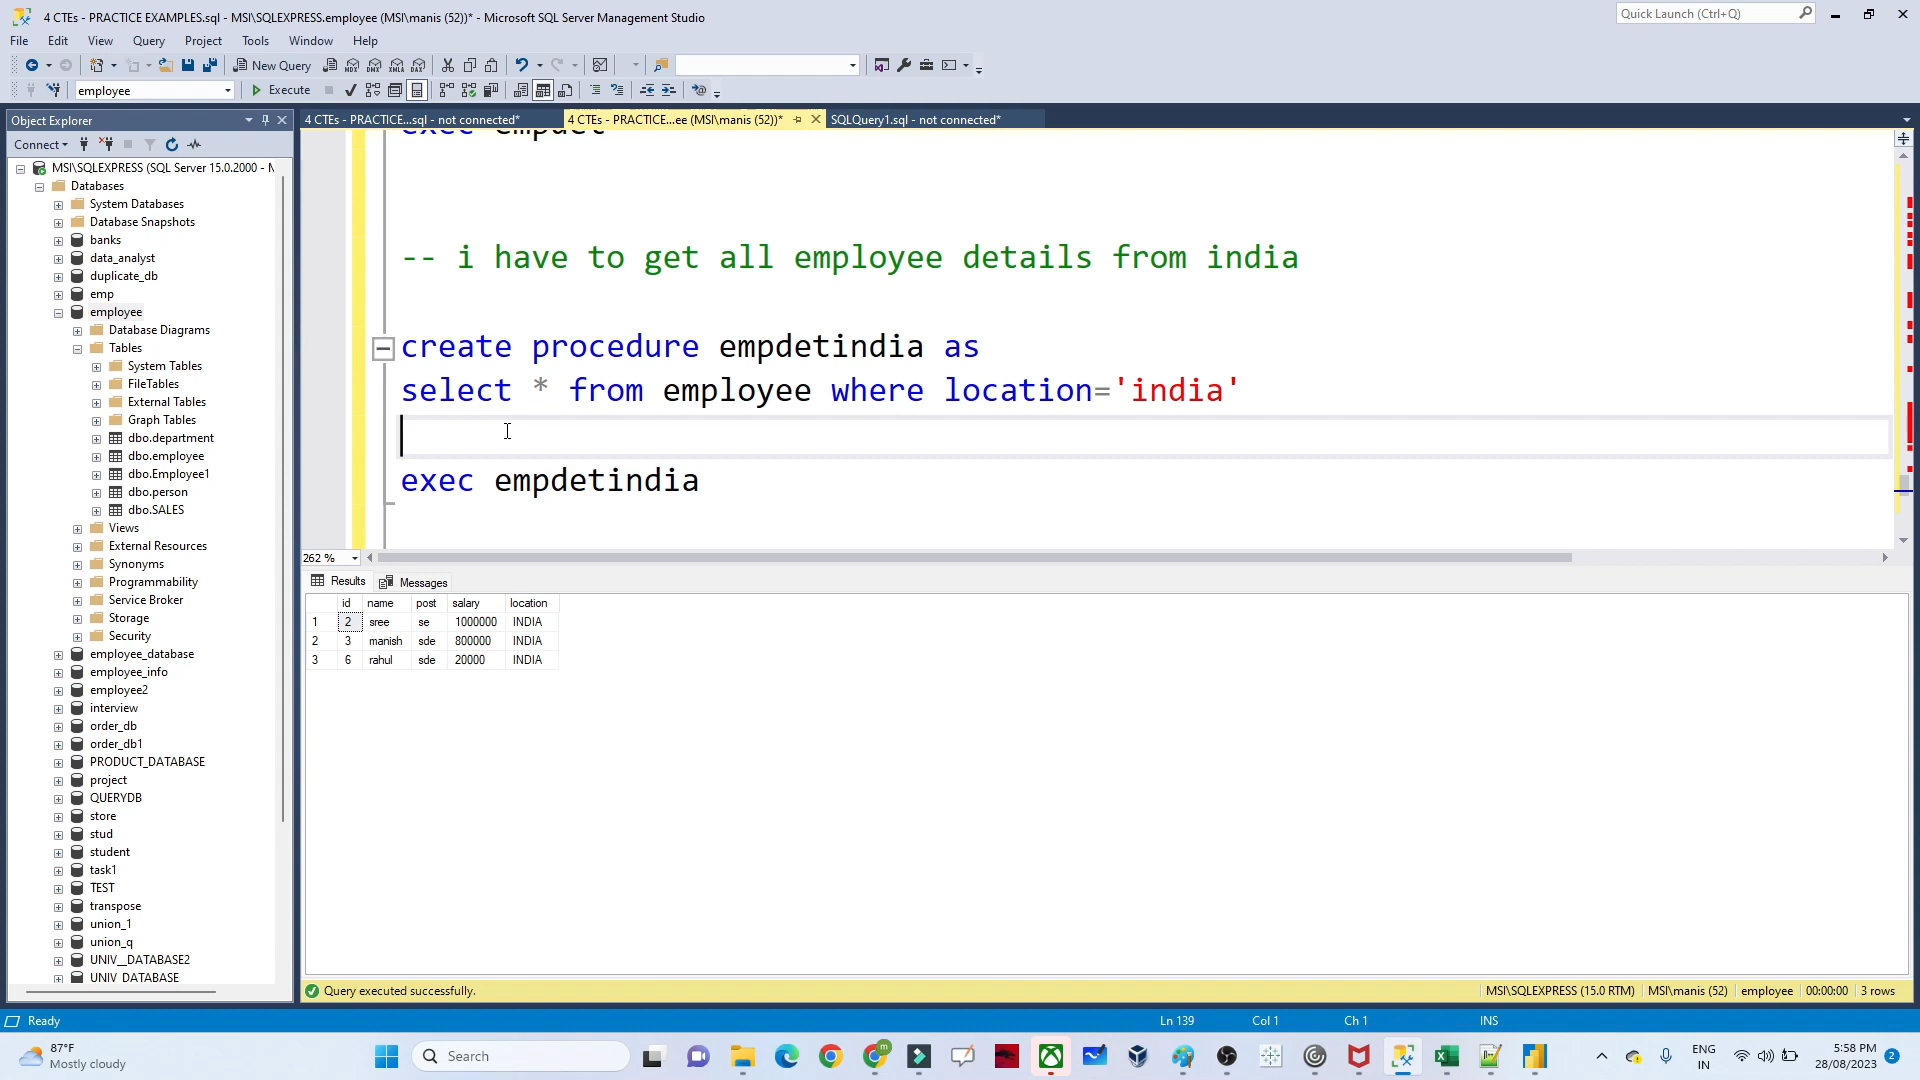 4 CTEs - PRACTICE EXAMPLES.sql - MSI\SQLEXPRESS.employee (MSI\manis (52))* - Microsoft SQL Server Management Studio
Quick Launch (Ctrl+Q)
File Edit View Query Project Tools Window Help
New Query
employee
Execute
Object Explorer
Connect
MSI\SQLEXPRESS (SQL Server 15.0.2000 - M
Databases
System Databases
Database Snapshots
banks
data_analyst
duplicate_db
emp
employee
Database Diagrams
Tables
System Tables
FileTables
External Tables
Graph Tables
dbo.department
dbo.employee
dbo.Employee1
dbo.person
dbo.SALES
Views
External Resources
Synonyms
Programmability
Service Broker
Storage
Security
employee_database
employee_info
employee2
interview
order_db
order_db1
PRODUCT_DATABASE
project
QUERYDB
store
stud
student
task1
TEST
transpose
union_1
union_q
UNIV__DATABASE2
UNIV DATABASE
4 CTEs - PRACTICE...sql - not connected*
4 CTEs - PRACTICE...ee (MSI\manis (52))*
SQLQuery1.sql - not connected*
exec empdet
-- i have to get all employee details from india
create procedure empdetindia as
select * from employee where location='india'
exec empdetindia
262 %
Results Messages
id name post salary location
1 2 sree se 1000000 INDIA
2 3 manish sde 800000 INDIA
3 6 rahul sde 20000 INDIA
Query executed successfully.
MSI\SQLEXPRESS (15.0 RTM) MSI\manis (52) employee 00:00:00 3 rows
Ready
Ln 139 Col 1 Ch 1 INS
87°F
Mostly cloudy
Search
ENG
IN
5:58 PM
28/08/2023
2